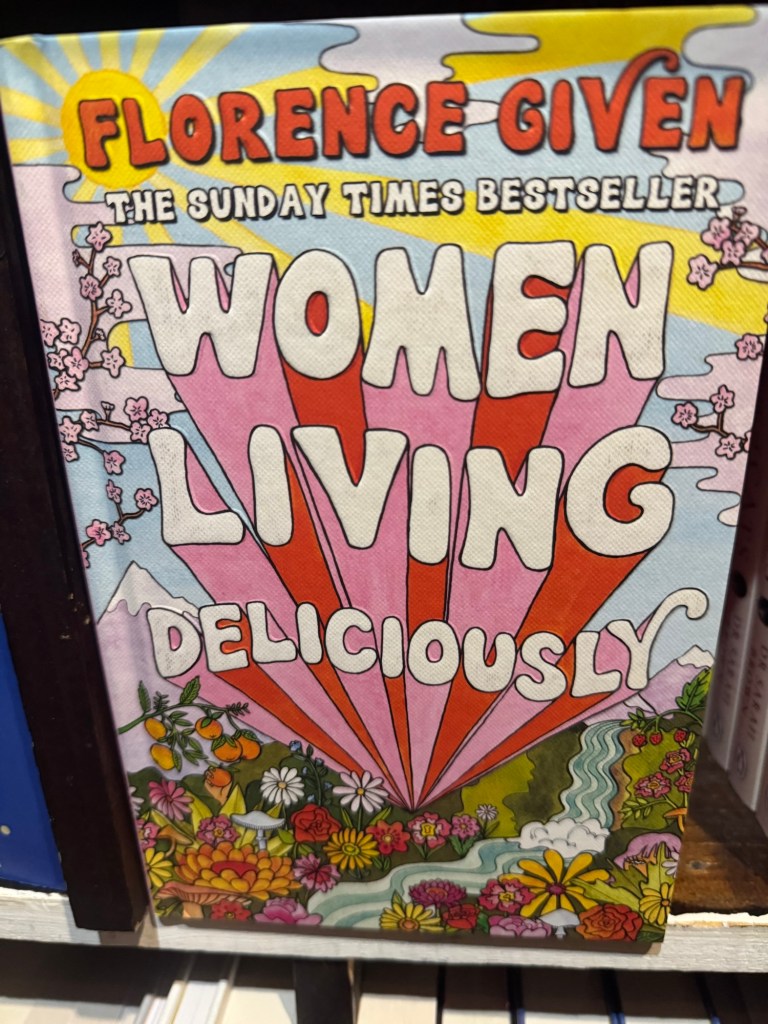 FLORENCE GIVEN
THE SUNDAY TIMES BESTSELLER
WOMEN
LIVING
DELICIOUSLY